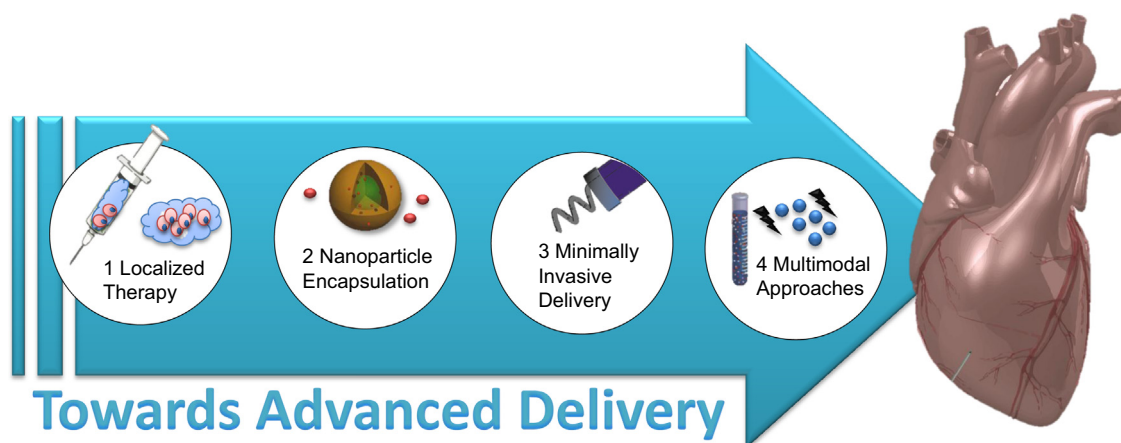 1 Localized
Therapy
2 Nanoparticle
Encapsulation
3 Minimally
Invasive
Delivery
4 Multimodal
Approaches
Towards Advanced Delivery